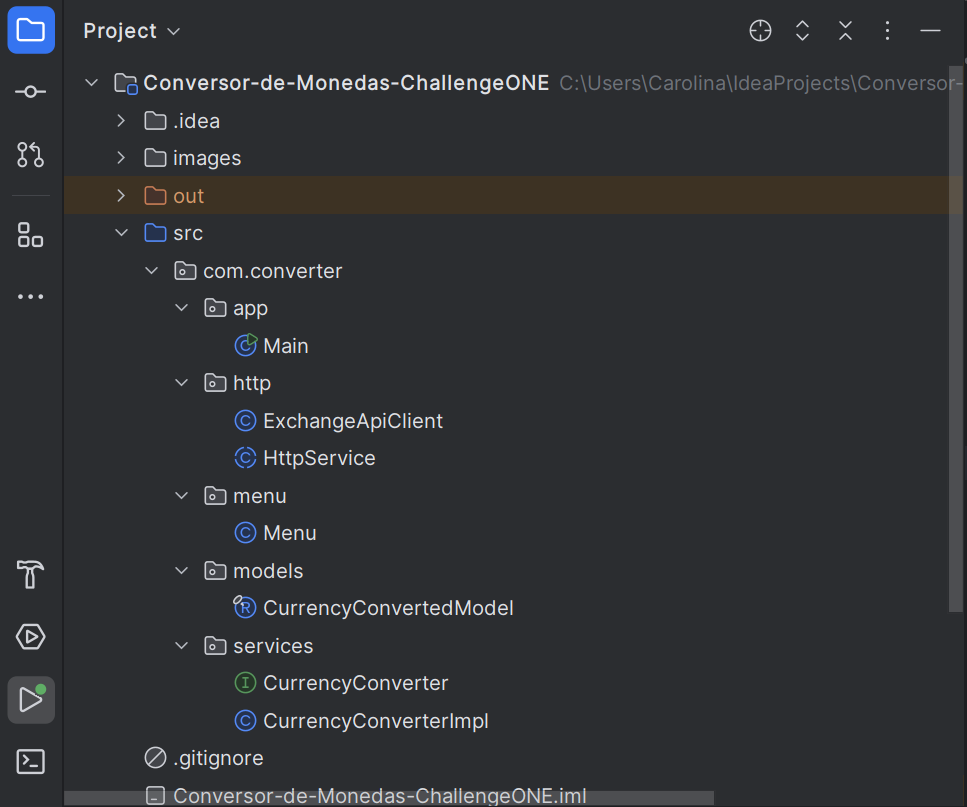 Project
Conversor-de-Monedas-ChallengeONE C:\Users\Carolina\IdeaProjects\Conversor-
.idea
images
out
src
com.converter
app
Main
http
ExchangeApiClient
HttpService
menu
Menu
models
CurrencyConvertedModel
services
CurrencyConverter
CurrencyConverterImpl
.gitignore
Conversor-de-Monedas-ChallengeONE.iml